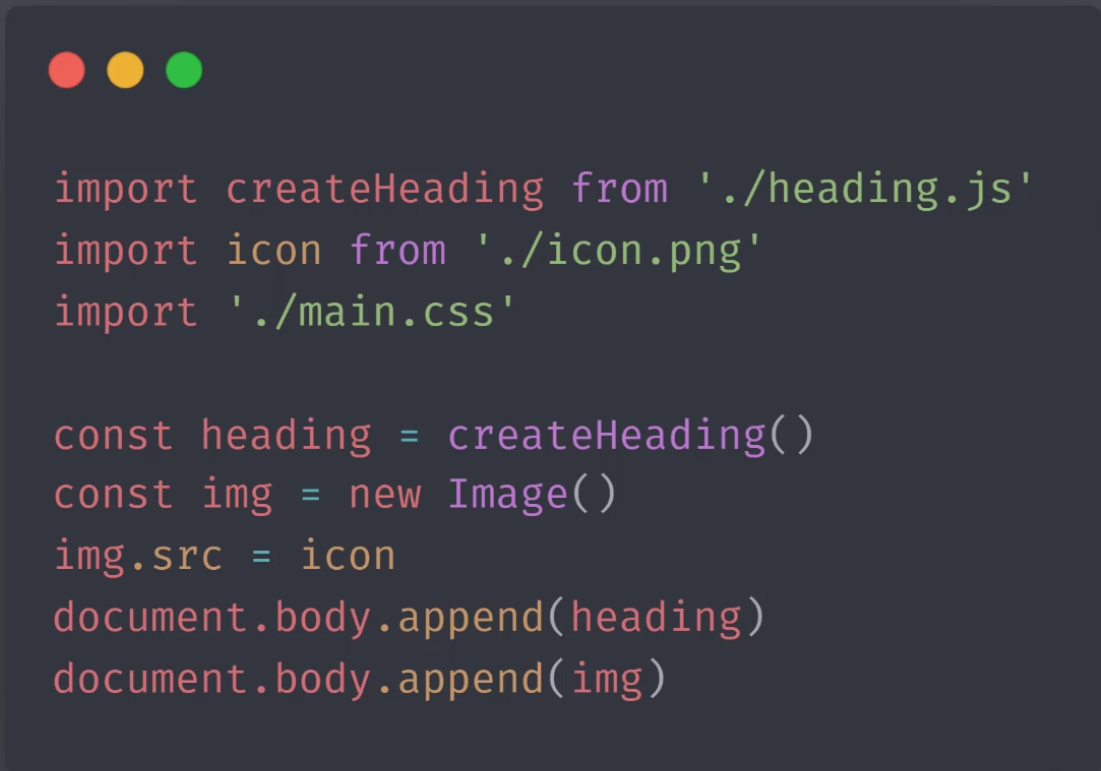 import createHeading from './heading.js'
import icon from './icon.png'
import './main.css'
const heading = createHeading()
const img = new Image()
img.src = icon
document.body.append(heading)
document.body.append(img)